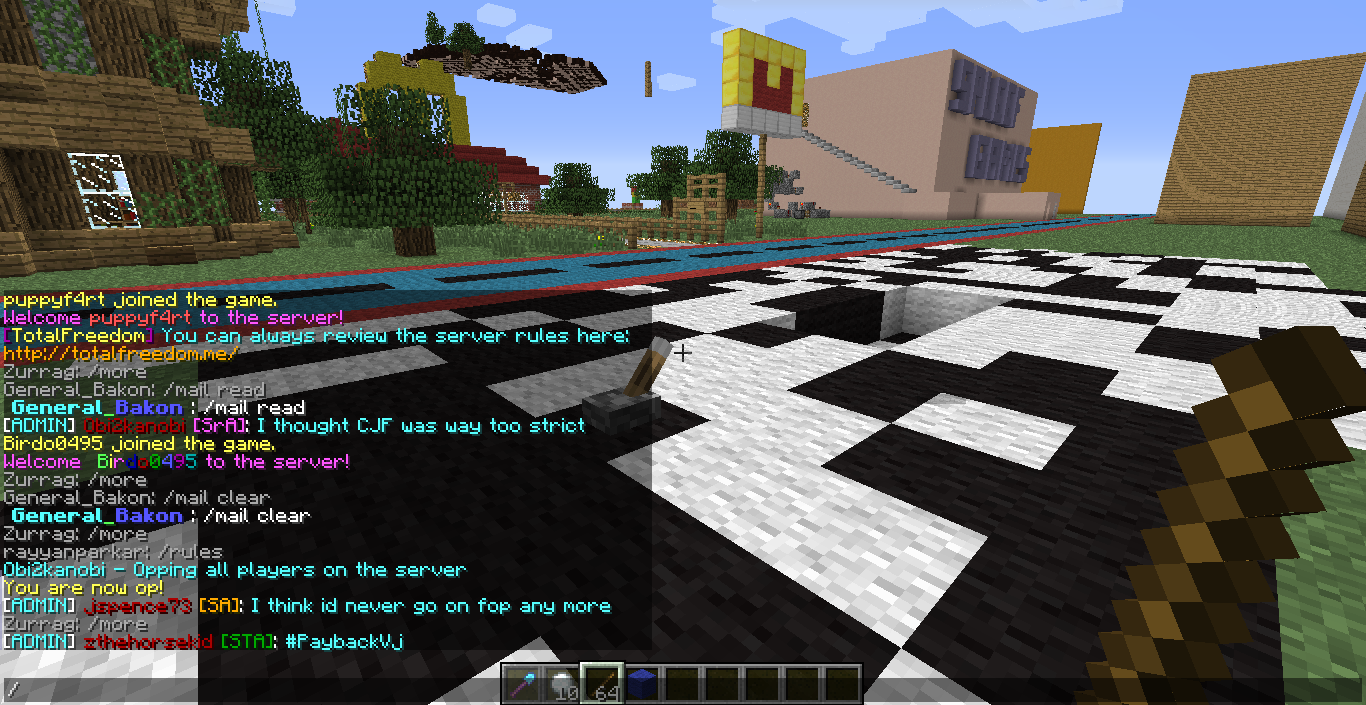 puppyf4rt joined the game.
Welcome puppyf4rt to the server!
[TotalFreedom] You can always review the server rules here:
http://totalfreedom.me/
Zurrag: /more
General_Bakon: /mail read
General_Bakon : /mail read
[ADMIN] Obi2kanobi [SrA]: I thought CJF was way too strict
Birdo0495 joined the game.
Welcome Birdo0495 to the server!
Zurrag: /more
General_Bakon: /mail clear
General_Bakon : /mail clear
Zurrag: /more
rayyanparkar: /rules
Obi2kanobi - Opping all players on the server
You are now op!
[ADMIN] jspence73 [SA]: I think id never go on fop any more
Zurrag: /more
[ADMIN] xthehorsekid [STA]: #PaybackVj
/
10
64